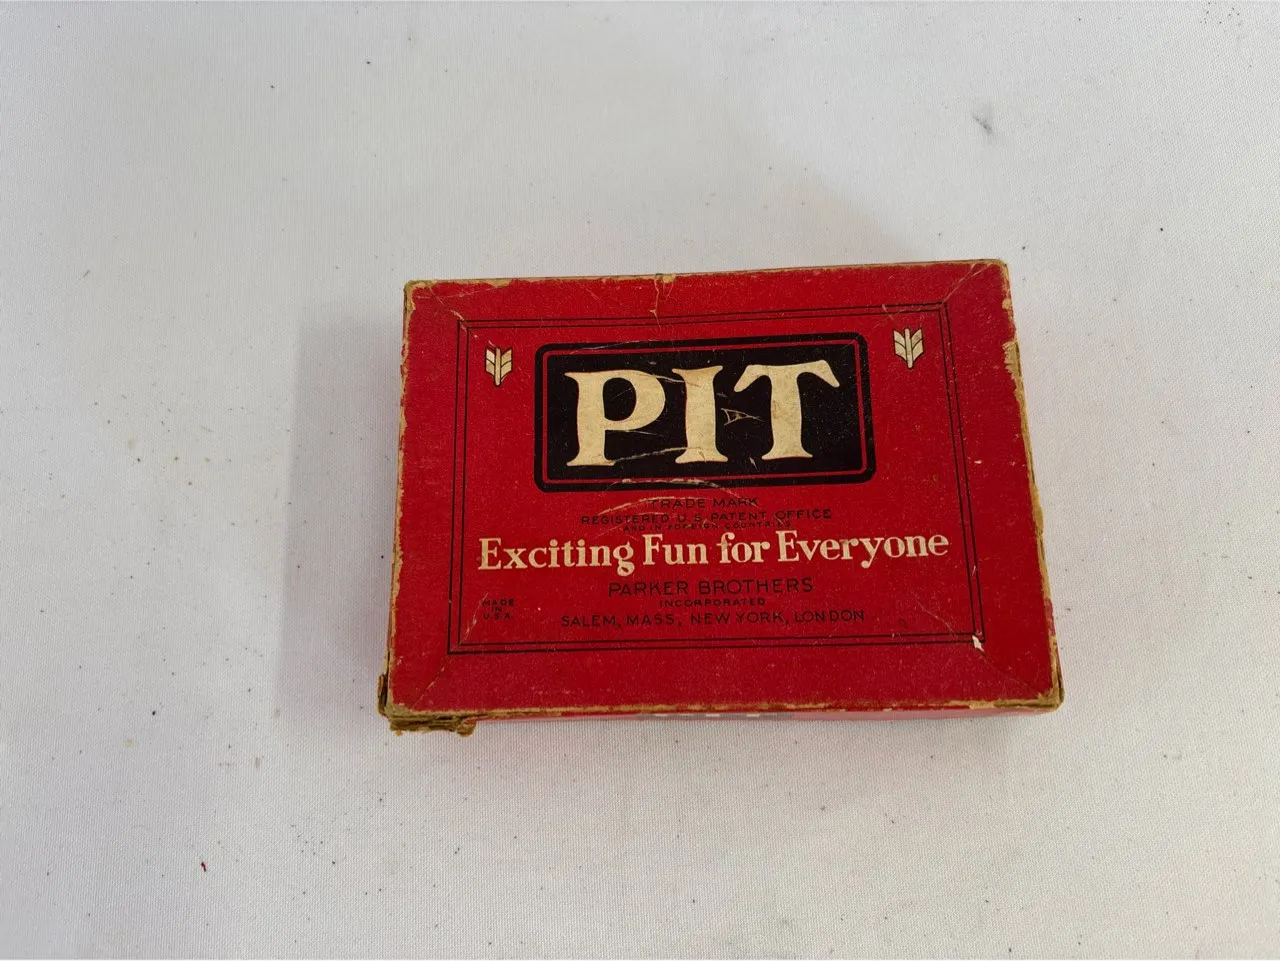 PIT
TRADE MARK
REGISTERED U.S. PATENT OFFICE
AND IN FOREIGN COUNTRIES
Exciting Fun for Everyone
PARKER BROTHERS
INCORPORATED
SALEM, MASS., NEW YORK, LONDON
MADE
IN
U.S.A.